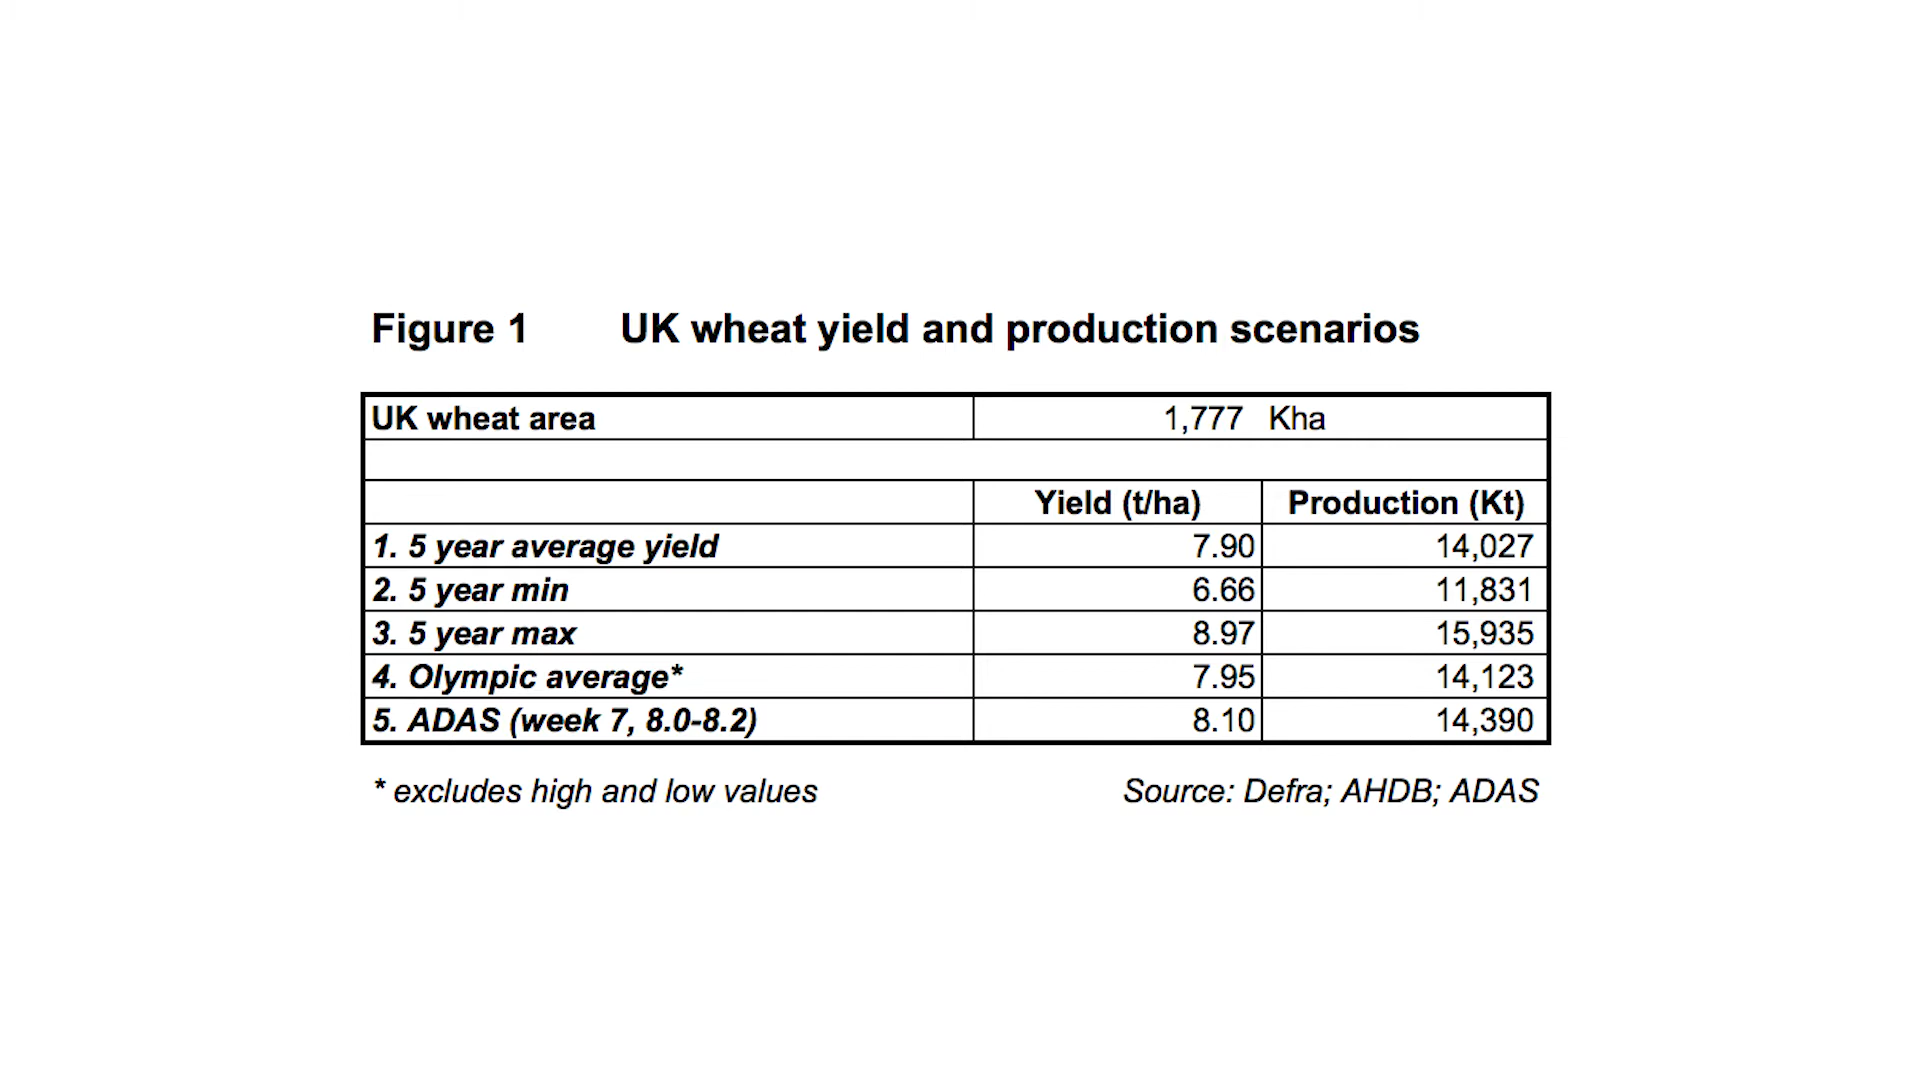 Figure 1 UK wheat yield and production scenarios
UK wheat area 1,777 Kha
Yield (t/ha) Production (Kt)
1. 5 year average yield 7.90 14,027
2. 5 year min 6.66 11,831
3. 5 year max 8.97 15,935
4. Olympic average* 7.95 14,123
5. ADAS (week 7, 8.0-8.2) 8.10 14,390
* excludes high and low values Source: Defra; AHDB; ADAS